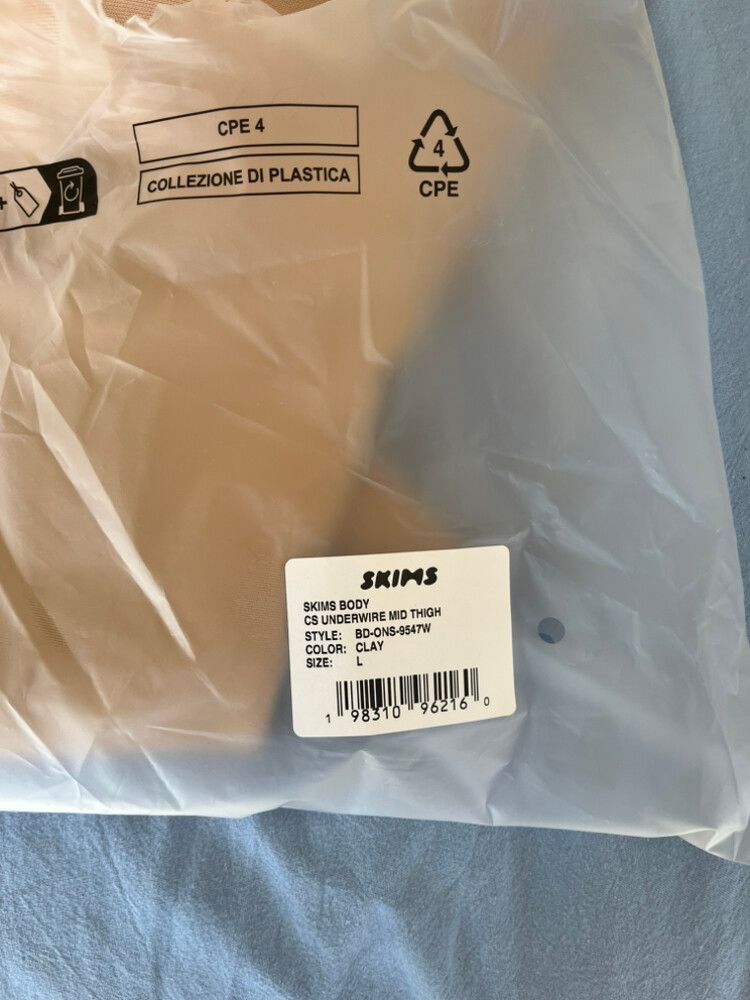 CPE 4
COLLEZIONE DI PLASTICA
4
CPE
+
SKIMS
SKIMS BODY
CS UNDERWIRE MID THIGH
STYLE: BD-ONS-9547W
COLOR: CLAY
SIZE: L
1 98310 96216 0